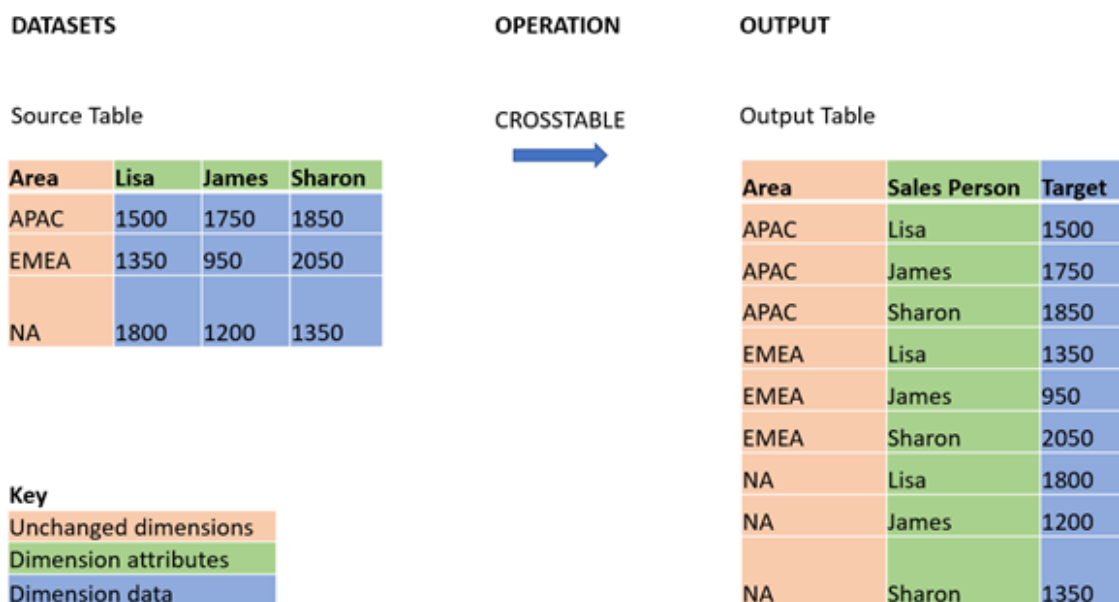 DATASETS OPERATION OUTPUT
Source Table CROSSTABLE Output Table
Area Lisa James Sharon
APAC 1500 1750 1850
EMEA 1350 950 2050
NA 1800 1200 1350
Key
Unchanged dimensions
Dimension attributes
Dimension data
Area Sales Person Target
APAC Lisa 1500
APAC James 1750
APAC Sharon 1850
EMEA Lisa 1350
EMEA James 950
EMEA Sharon 2050
NA Lisa 1800
NA James 1200
NA Sharon 1350